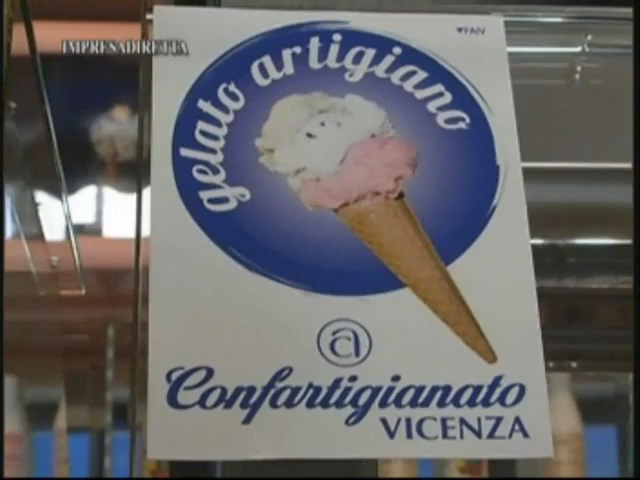 IMPRESADIRETTA
gelato artigiano
a
Confartigianato
VICENZA